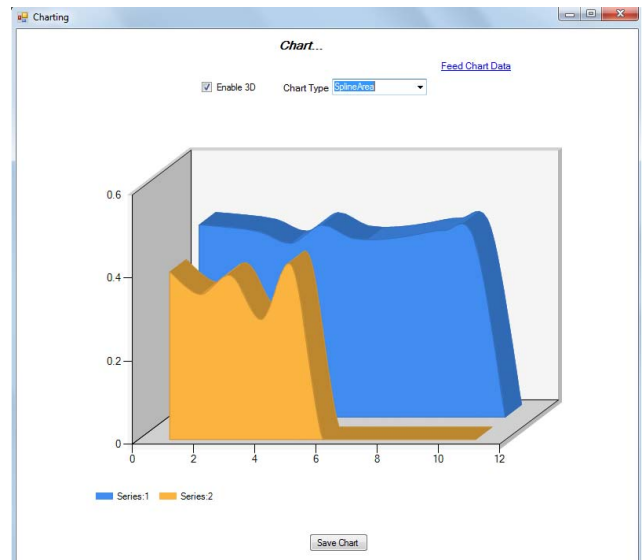 Charting
Chart...
Feed Chart Data
Enable 3D Chart Type SplineArea
0.6
0.4
0.2
0
0 2 4 6 8 10 12
Series:1 Series:2
Save Chart